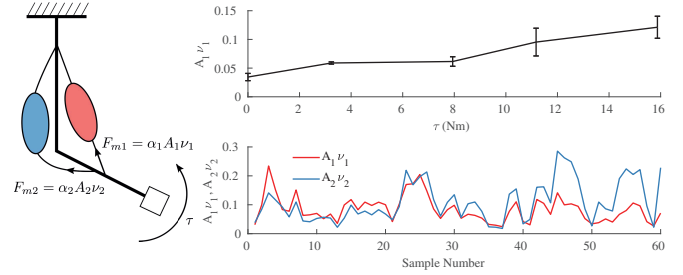 F_{m1} = α_1 A_1 ν_1
F_{m2} = α_2 A_2 ν_2
τ
0.15
0.1
0.05
0
A_1 ν_1
0 2 4 6 8 10 12 14 16
τ (Nm)
0.3
0.2
0.1
0
A_1 ν_1, A_2 ν_2
A_1 ν_1
A_2 ν_2
0 10 20 30 40 50 60
Sample Number